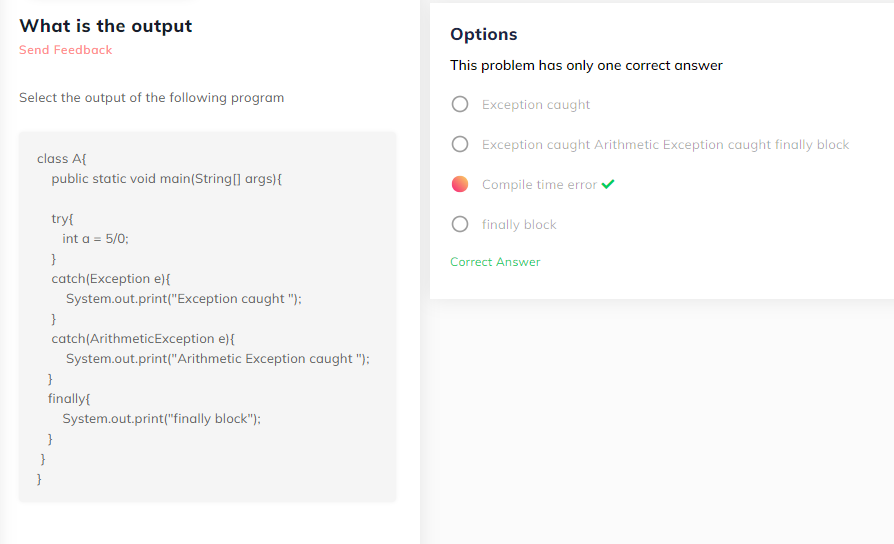 What is the output
Send Feedback
Select the output of the following program
class A{
public static void main(String[] args){
try{
int a = 5/0;
}
catch(Exception e){
System.out.print("Exception caught ");
}
catch(ArithmeticException e){
System.out.print("Arithmetic Exception caught ");
}
finally{
System.out.print("finally block");
}
}
}
Options
This problem has only one correct answer
Exception caught
Exception caught Arithmetic Exception caught finally block
Compile time error
finally block
Correct Answer